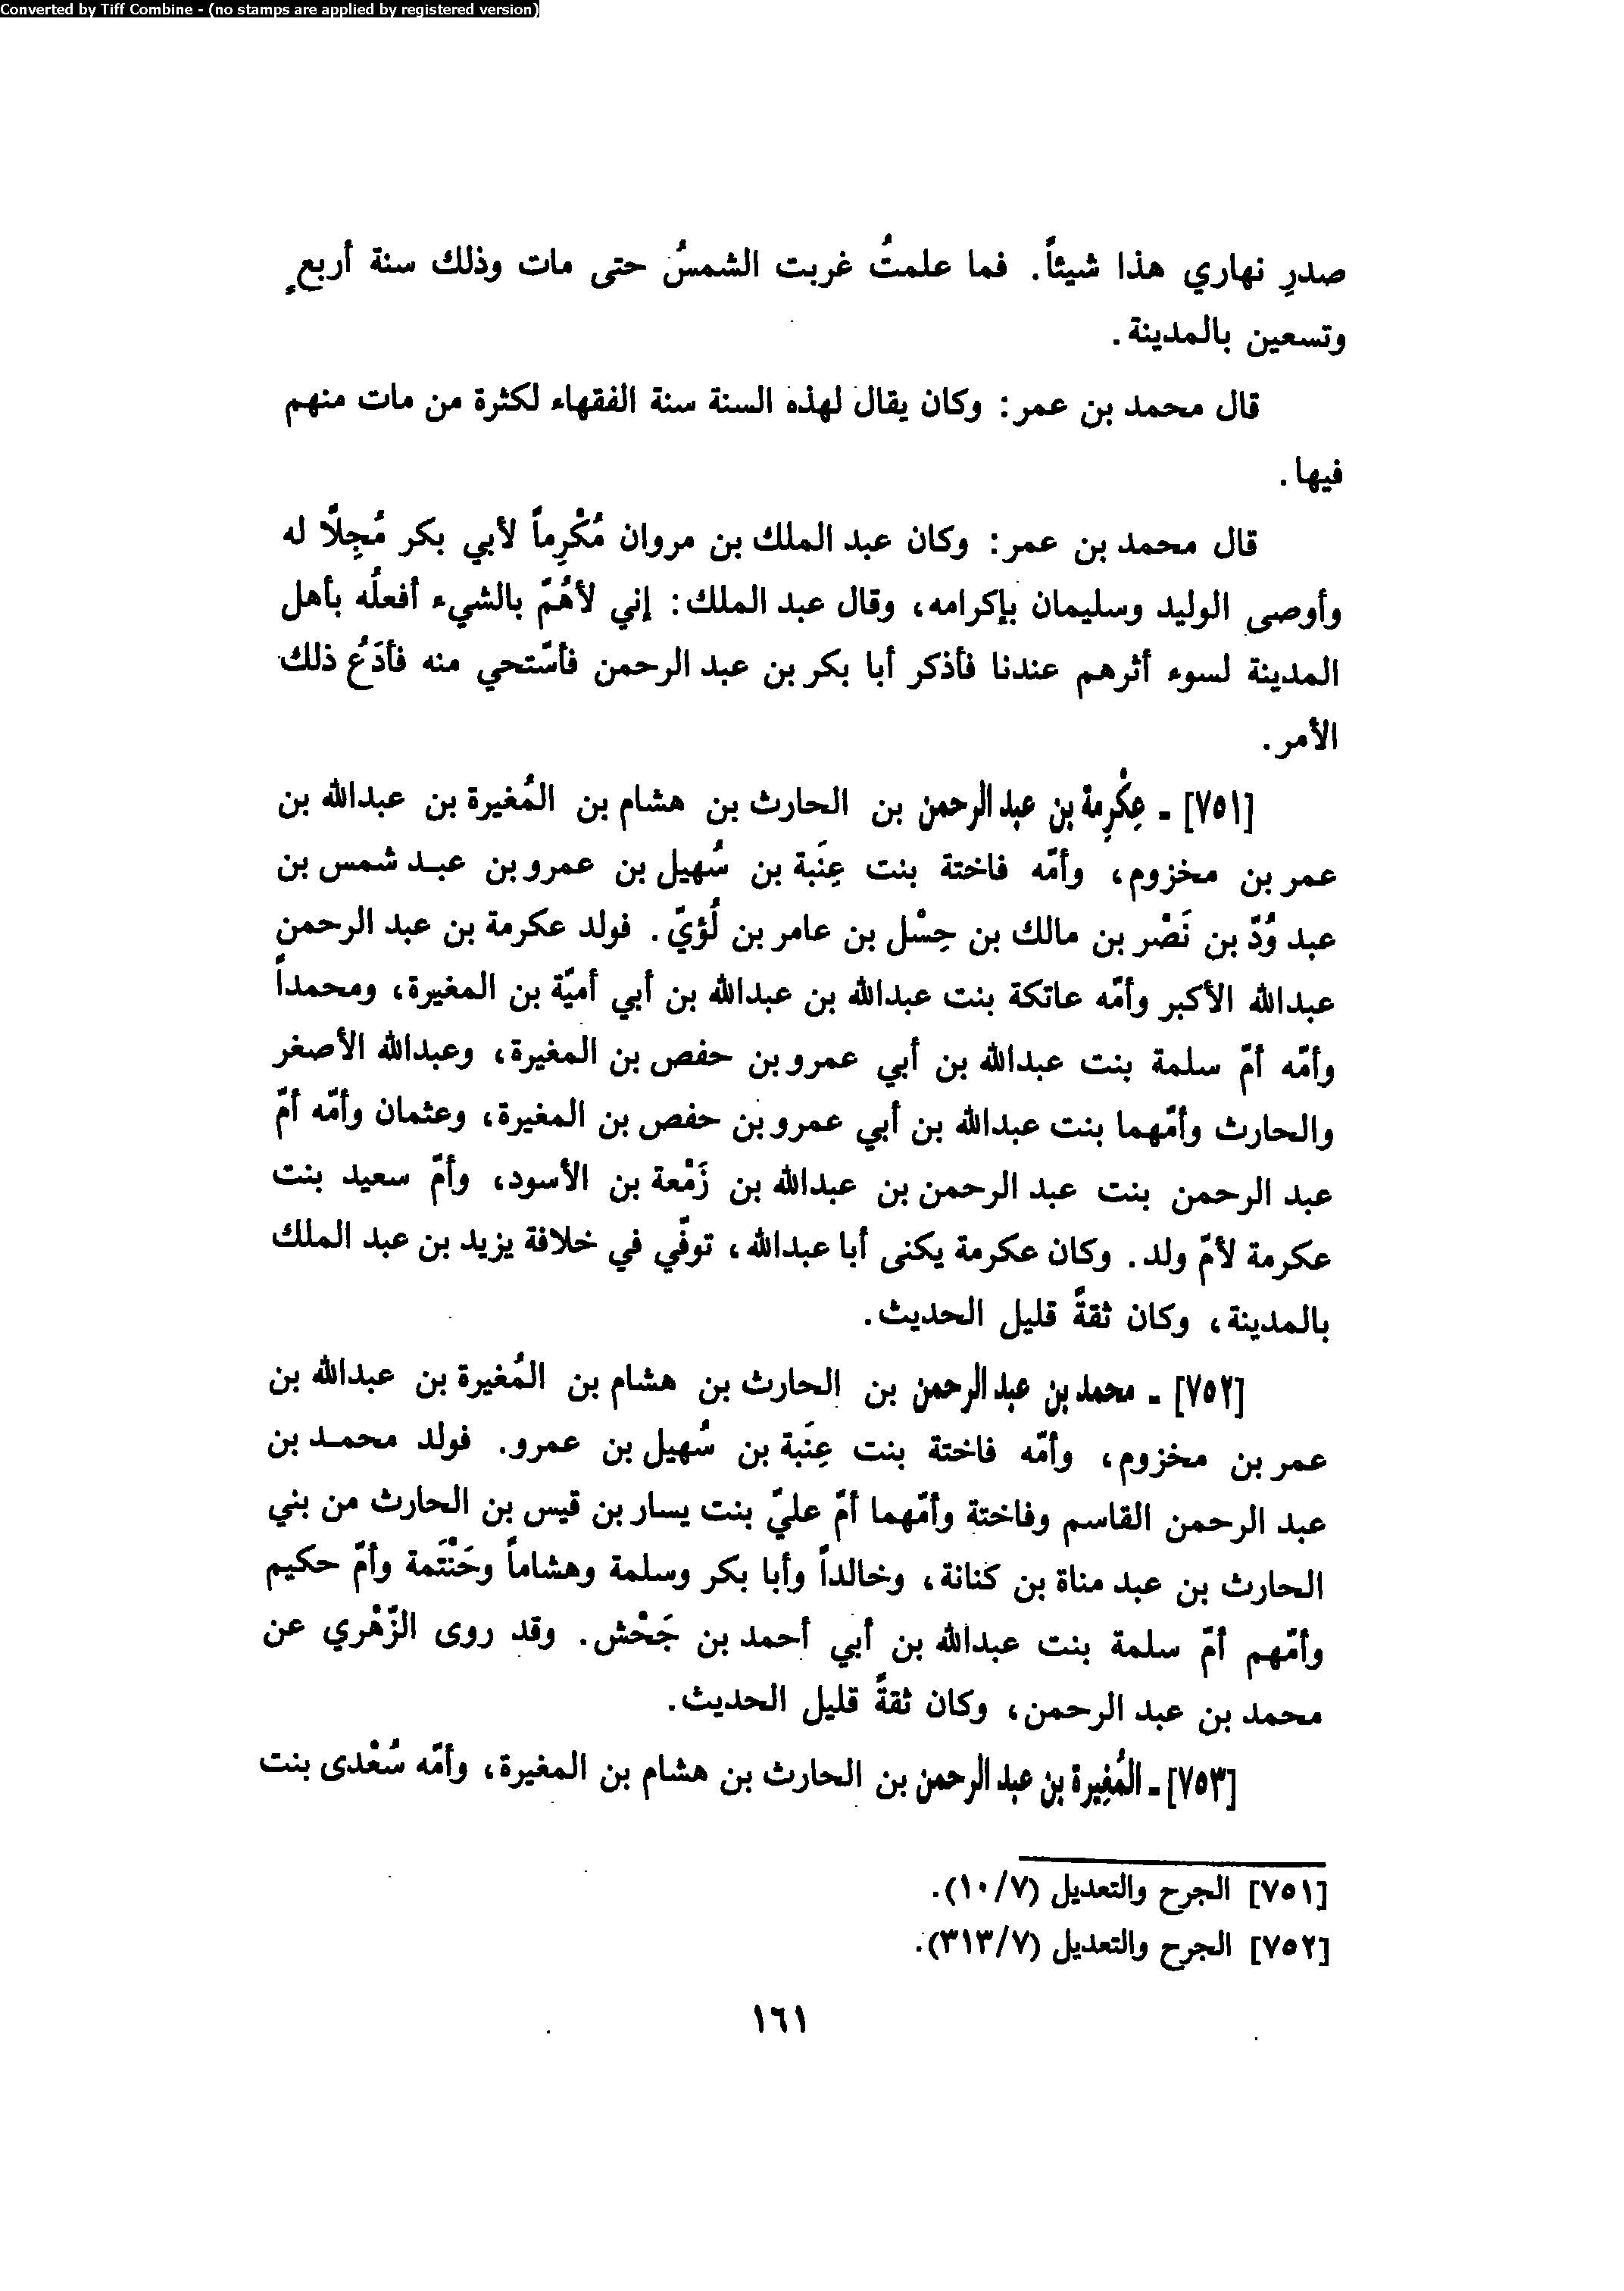 Converted by Tiff Combine - (no stamps are applied by registered version)
صدرِ نهاري هذا شيئاً. فما علمتُ غربت الشمسُ حتى مات وذلك سنة أربعٍ
وتسعين بالمدينة.
قال محمد بن عمر: وكان يقال لهذه السنة سنة الفقهاء لكثرة من مات منهم
فيها.
قال محمد بن عمر: وكان عبد الملك بن مروان مُكْرِماً لأبي بكر مُجِلًّا له
وأوصى الوليد وسليمان بإكرامه، وقال عبد الملك: إني لأهُمّ بالشيء أفعلُه بأهل
المدينة لسوء أثرهم عندنا فأذكر أبا بكر بن عبد الرحمن فأسْتحي منه فأدَعُ ذلك
الأمر.
[٧٥١] - عِكْرِمة بن عبد الرحمن بن الحارث بن هشام بن المُغيرة بن عبدالله بن
عمر بن مخزوم، وأمّه فاختة بنت عِنَبة بن سُهيل بن عمرو بن عبـد شمس بن
عبد وُدّ بن نَصْر بن مالك بن حِسْل بن عامر بن لُؤيّ. فولد عكرمة بن عبد الرحمن
عبدالله الأكبر وأمّه عاتكة بنت عبدالله بن عبدالله بن أبي أميّة بن المغيرة، ومحمداً
وأمّه أمّ سلمة بنت عبدالله بن أبي عمرو بن حفص بن المغيرة، وعبدالله الأصغر
والحارث وأمّهما بنت عبدالله بن أبي عمرو بن حفص بن المغيرة، وعثمان وأمّه أمّ
عبد الرحمن بنت عبد الرحمن بن عبدالله بن زَمْعة بن الأسود، وأمّ سعيد بنت
عكرمة لأمّ ولد. وكان عكرمة يكنى أبا عبدالله، توفّي في خلافة يزيد بن عبد الملك
بالمدينة، وكان ثقةً قليل الحديث.
[٧٥٢] - محمد بن عبد الرحمن بن الحارث بن هشام بن المُغيرة بن عبدالله بن
عمر بن مخزوم، وأمّه فاختة بنت عِنَبة بن سُهيل بن عمرو. فولد محمـد بن
عبد الرحمن القاسم وفاختة وأمّهما أمّ عليّ بنت يسار بن قيس بن الحارث من بني
الحارث بن عبد مناة بن كنانة، وخالداً وأبا بكر وسلمة وهشاماً وحَنْتَمة وأمّ حكيم
وأمّهم أمّ سلمة بنت عبدالله بن أبي أحمد بن جَحْش. وقد روى الزّهْري عن
محمد بن عبد الرحمن، وكان ثقةً قليل الحديث.
[٧٥٣] - المُغِيرة بن عبد الرحمن بن الحارث بن هشام بن المغيرة، وأمّه سُعْدى بنت
[٧٥١] الجرح والتعديل (١٠/٧).
[٧٥٢] الجرح والتعديل (٣١٣/٧).
١٦١